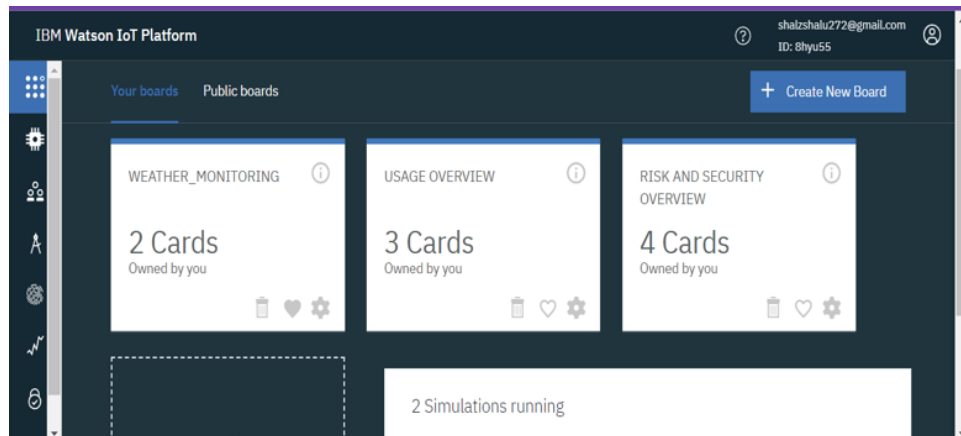 IBM Watson IoT Platform
shalzshalu272@gmail.com
ID: 8hyu55
Your boards Public boards
+ Create New Board
WEATHER_MONITORING
2 Cards
Owned by you
USAGE OVERVIEW
3 Cards
Owned by you
RISK AND SECURITY
OVERVIEW
4 Cards
Owned by you
2 Simulations running